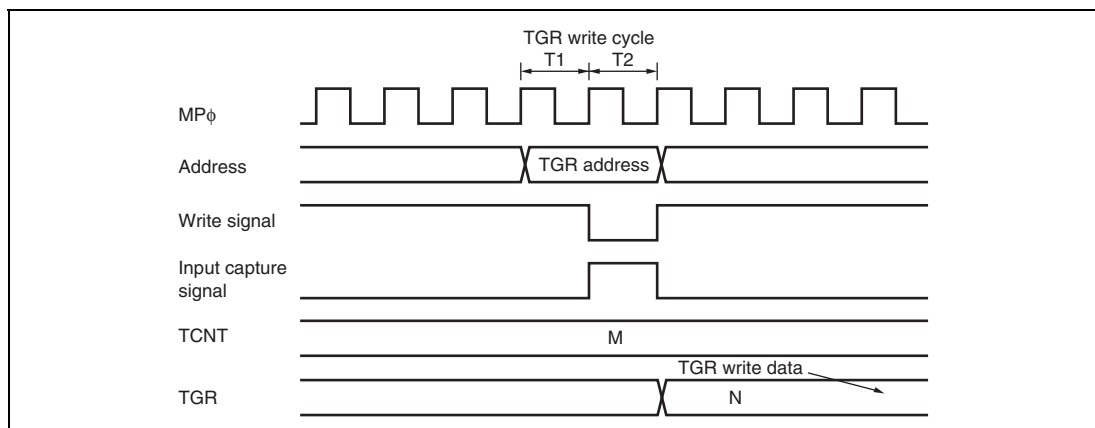 TGR write cycle
T1 T2
MPϕ
Address
TGR address
Write signal
Input capture
signal
TCNT
M
TGR write data
TGR
N